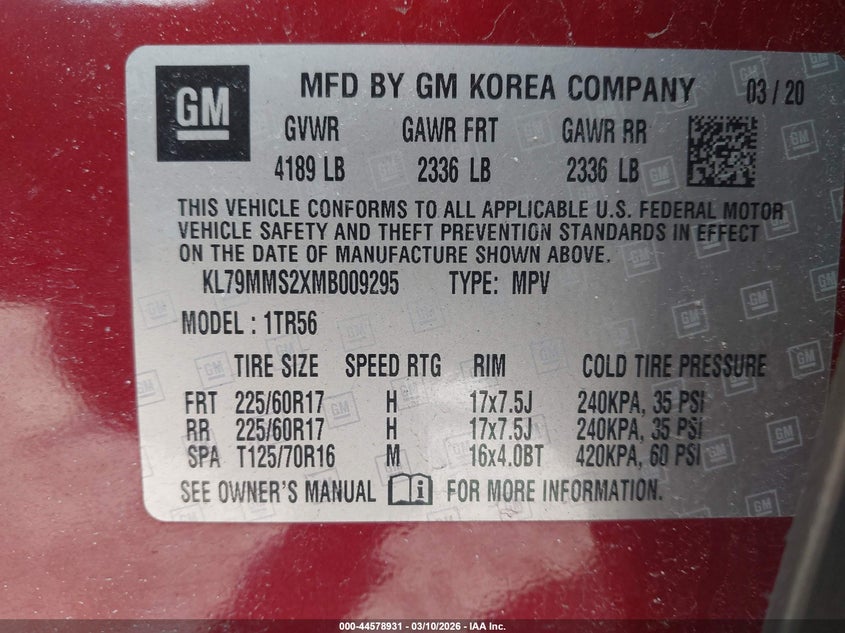 GM
MFD BY GM KOREA COMPANY 03 / 20
GVWR GAWR FRT GAWR RR
4189 LB 2336 LB 2336 LB
THIS VEHICLE CONFORMS TO ALL APPLICABLE U.S. FEDERAL MOTOR
VEHICLE SAFETY AND THEFT PREVENTION STANDARDS IN EFFECT
ON THE DATE OF MANUFACTURE SHOWN ABOVE.
KL79MMS2XMB009295 TYPE: MPV
MODEL : 1TR56
TIRE SIZE SPEED RTG RIM COLD TIRE PRESSURE
FRT 225/60R17 H 17x7.5J 240KPA, 35 PSI
RR 225/60R17 H 17x7.5J 240KPA, 35 PSI
SPA T125/70R16 M 16x4.0BT 420KPA, 60 PSI
SEE OWNER'S MANUAL i FOR MORE INFORMATION.
000-44578931 - 03/10/2026 - IAA Inc.